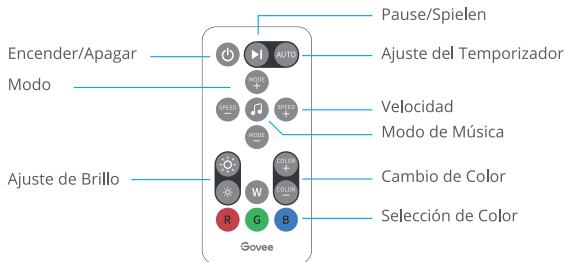 Pause/Spielen
Encender/Apagar
AUTO
Ajuste del Temporizador
Modo
MODE +
SPEED −
SPEED +
Velocidad
MODE −
Modo de Música
Ajuste de Brillo
COLOR +
Cambio de Color
COLOR −
W
R G B
Selección de Color
Govee